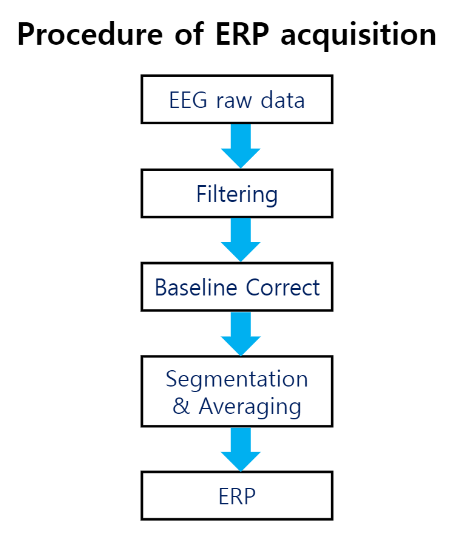 Procedure of ERP acquisition
EEG raw data
Filtering
Baseline Correct
Segmentation
& Averaging
ERP